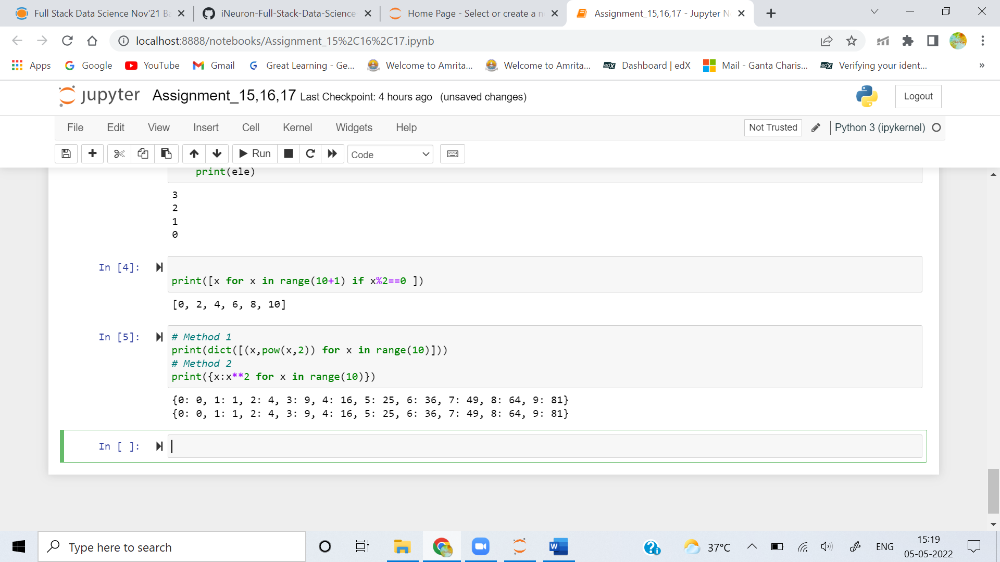 Full Stack Data Science Nov'21 Ba
iNeuron-Full-Stack-Data-Science
Home Page - Select or create a n
Assignment_15,16,17 - Jupyter N
localhost:8888/notebooks/Assignment_15%2C16%2C17.ipynb
Apps
Google
YouTube
Gmail
Great Learning - Ge...
Welcome to Amrita...
Welcome to Amrita...
edX Dashboard | edX
Mail - Ganta Charis...
edX Verifying your ident...
»
jupyter Assignment_15,16,17 Last Checkpoint: 4 hours ago (unsaved changes)
Logout
File Edit View Insert Cell Kernel Widgets Help
Not Trusted
Python 3 (ipykernel)
Run
Code
print(ele)
3
2
1
0
In [4]:
print([x for x in range(10+1) if x%2==0 ])
[0, 2, 4, 6, 8, 10]
In [5]:
# Method 1
print(dict([(x,pow(x,2)) for x in range(10)]))
# Method 2
print({x:x**2 for x in range(10)})
{0: 0, 1: 1, 2: 4, 3: 9, 4: 16, 5: 25, 6: 36, 7: 49, 8: 64, 9: 81}
{0: 0, 1: 1, 2: 4, 3: 9, 4: 16, 5: 25, 6: 36, 7: 49, 8: 64, 9: 81}
In [ ]:
Type here to search
37°C
ENG
15:19
05-05-2022